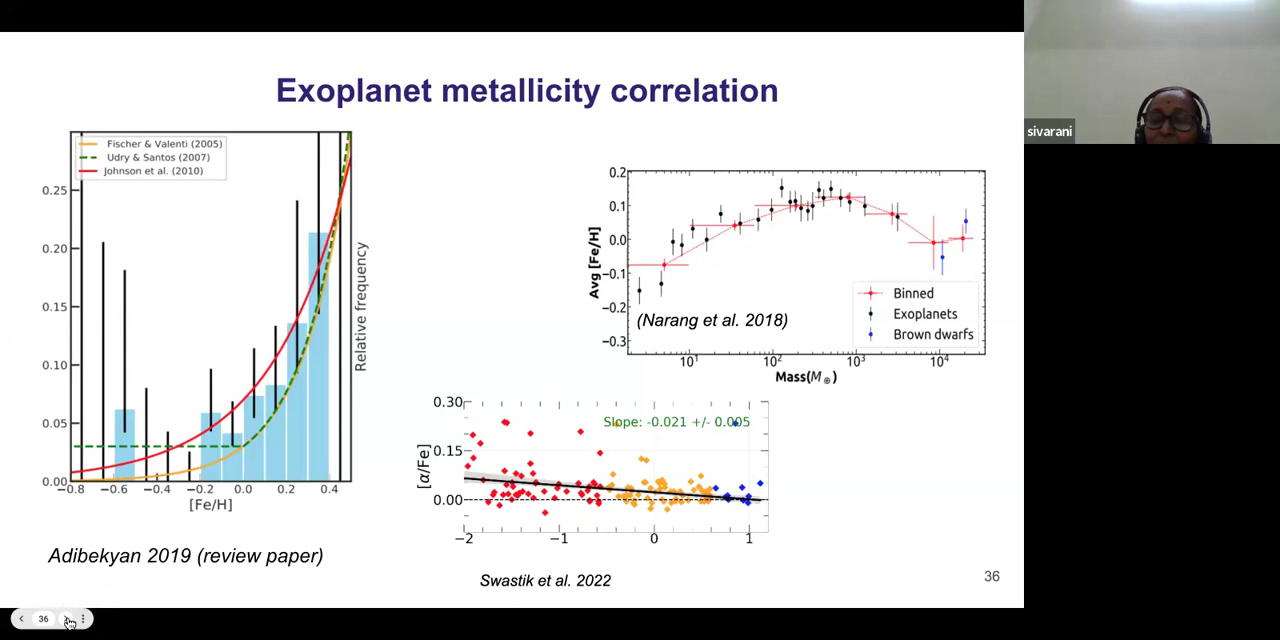 Exoplanet metallicity correlation
sivarani
Fischer & Valenti (2005)
Udry & Santos (2007)
Johnson et al. (2010)
0.25
0.20
0.15
0.10
0.05
0.00
−0.8 −0.6 −0.4 −0.2 0.0 0.2 0.4
[Fe/H]
Relative frequency
Adibekyan 2019 (review paper)
0.2
0.1
0.0
−0.1
−0.2
−0.3
Avg [Fe/H]
(Narang et al. 2018)
Binned
Exoplanets
Brown dwarfs
10¹ 10² 10³ 10⁴
Mass(M⊕)
0.30
0.15
0.00
[α/Fe]
Slope: -0.021 +/- 0.005
−2 −1 0 1
Swastik et al. 2022
36
36